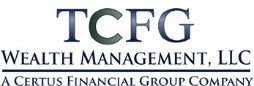 TCFG
WEALTH MANAGEMENT, LLC
A CERTUS FINANCIAL GROUP COMPANY